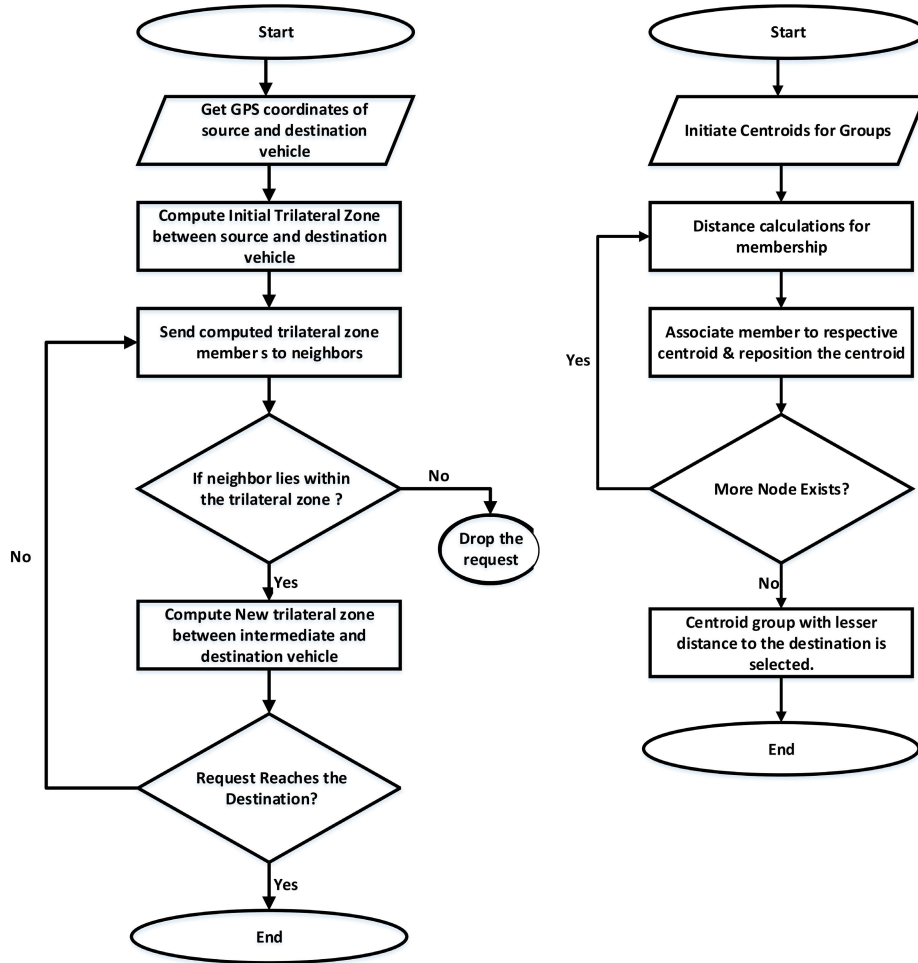 Start
Get GPS coordinates of
source and destination
vehicle
Compute Initial Trilateral Zone
between source and destination
vehicle
Send computed trilateral zone
member s to neighbors
If neighbor lies within
the trilateral zone ?
No
Drop the
request
Yes
Compute New trilateral zone
between intermediate and
destination vehicle
Request Reaches the
Destination?
No
Yes
End
Start
Initiate Centroids for Groups
Distance calculations for
membership
Associate member to respective
centroid & reposition the centroid
More Node Exists?
Yes
No
Centroid group with lesser
distance to the destination is
selected.
End